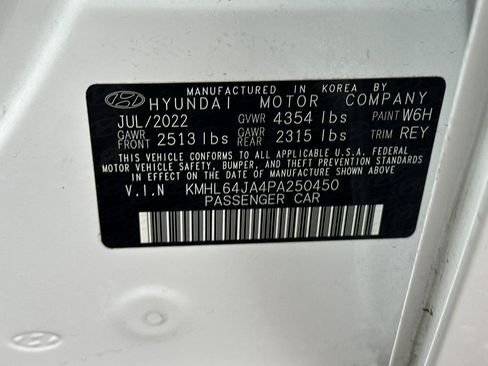 MANUFACTURED IN KOREA BY
HYUNDAI MOTOR COMPANY
JUL/2022 GVWR 4354 lbs PAINT W6H
GAWR FRONT 2513 lbs GAWR REAR 2315 lbs TRIM REY
THIS VEHICLE CONFORMS TO ALL APPLICABLE U.S.A. FEDERAL
MOTOR VEHICLE SAFETY, BUMPER, AND THEFT PREVENTION STANDARDS
IN EFFECT ON THE DATE OF MANUFACTURE SHOWN ABOVE.
V.I.N KMHL64JA4PA250450
PASSENGER CAR